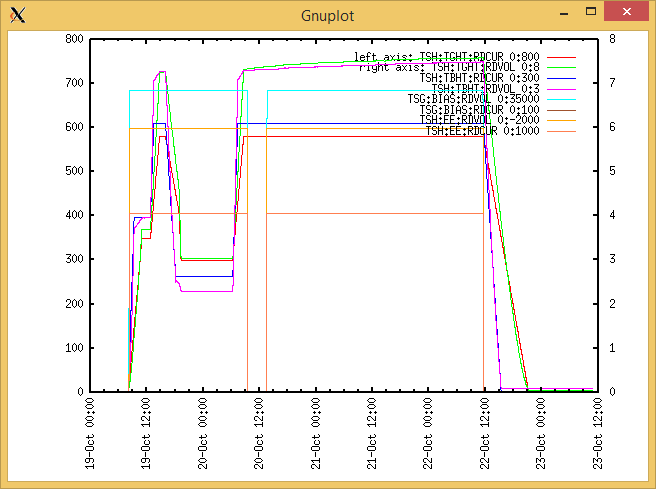 Gnuplot
800
700
600
500
400
300
200
100
0
8
7
6
5
4
3
2
1
0
left axis: TSH:TGHT:RDCUR 0:800
right axis: TSH:TGHT:RDVOL 0:8
TSH:TBHT:RDCUR 0:300
TSH:TBHT:RDVOL 0:3
TSG:BIAS:RDVOL 0:35000
TSG:BIAS:RDCUR 0:100
TSH:EE:RDVOL 0:-2000
TSH:EE:RDCUR 0:1000
19-Oct 00:00
19-Oct 12:00
20-Oct 00:00
20-Oct 12:00
21-Oct 00:00
21-Oct 12:00
22-Oct 00:00
22-Oct 12:00
23-Oct 00:00
23-Oct 12:00